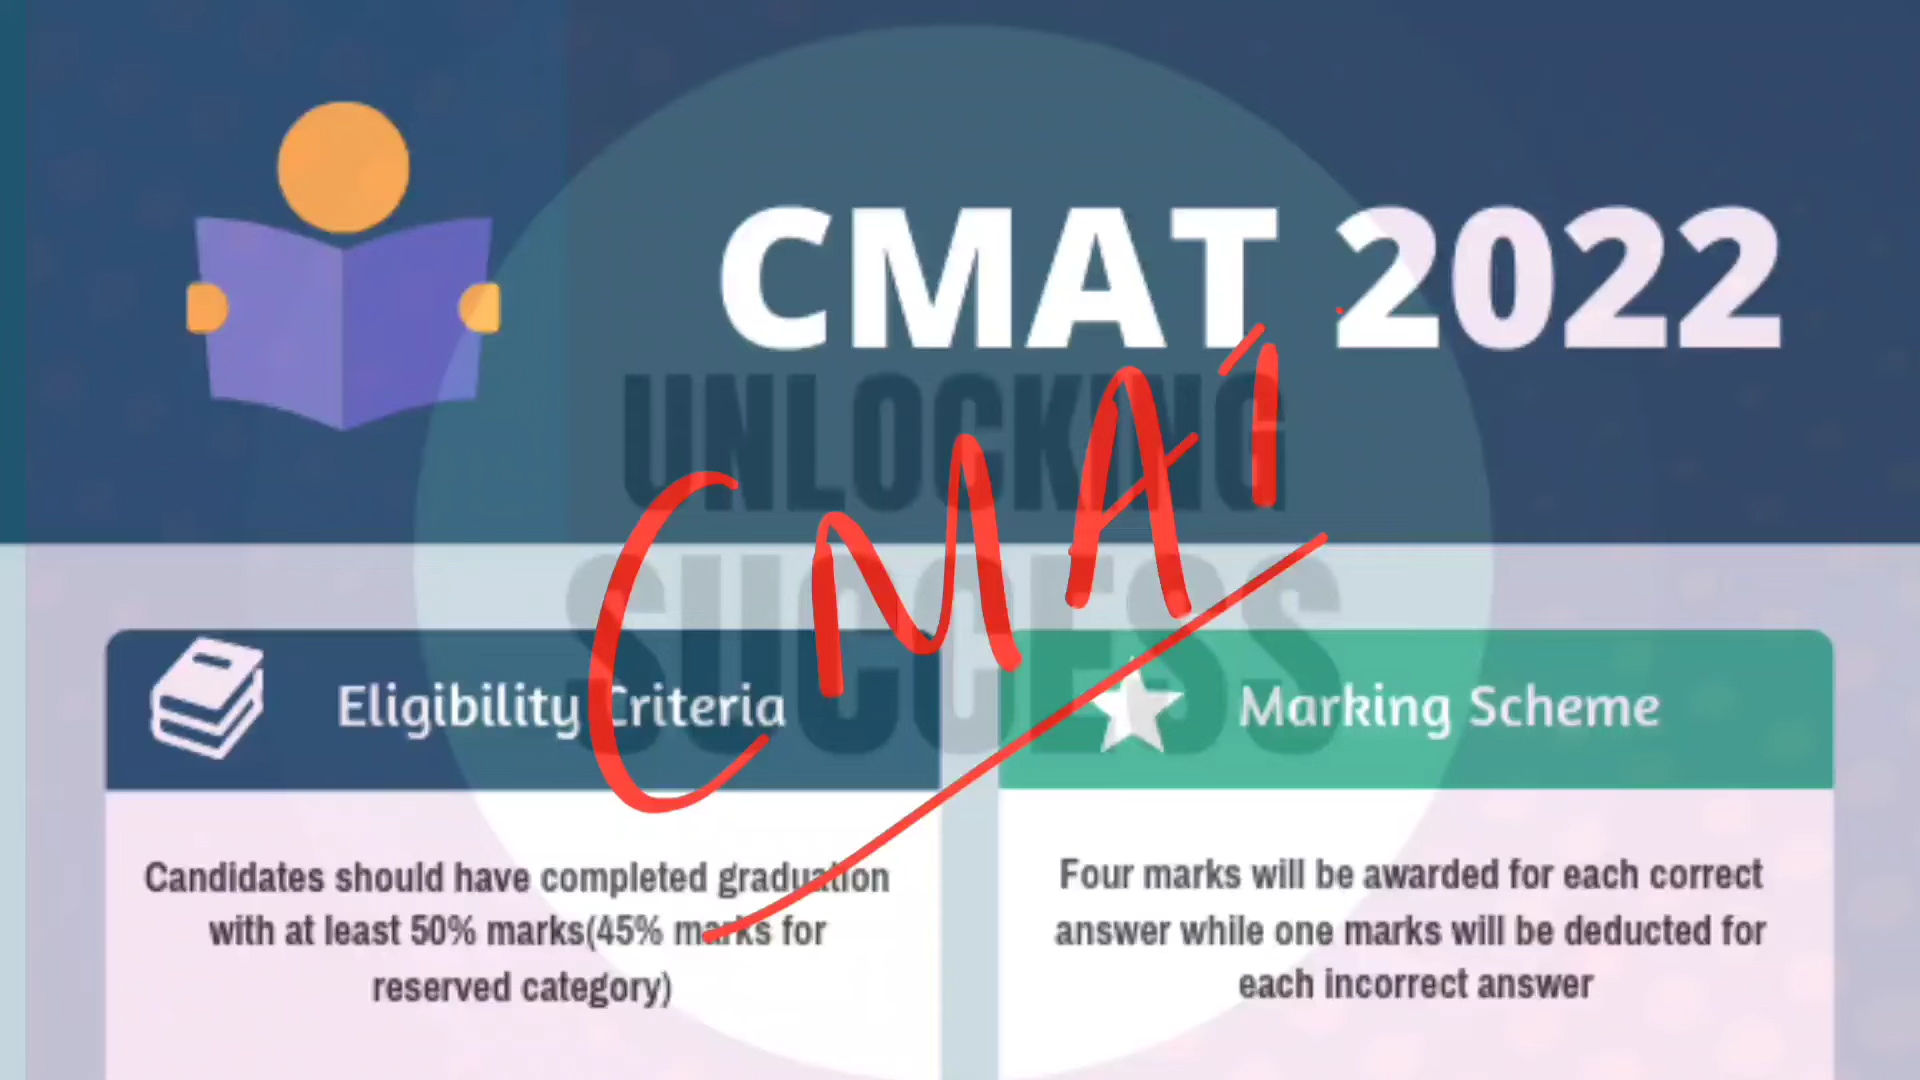 CMAT 2022
UNLOCKING
SUCCESS
CMAT
Eligibility Criteria
Candidates should have completed graduation
with at least 50% marks(45% marks for
reserved category)
Marking Scheme
Four marks will be awarded for each correct
answer while one marks will be deducted for
each incorrect answer